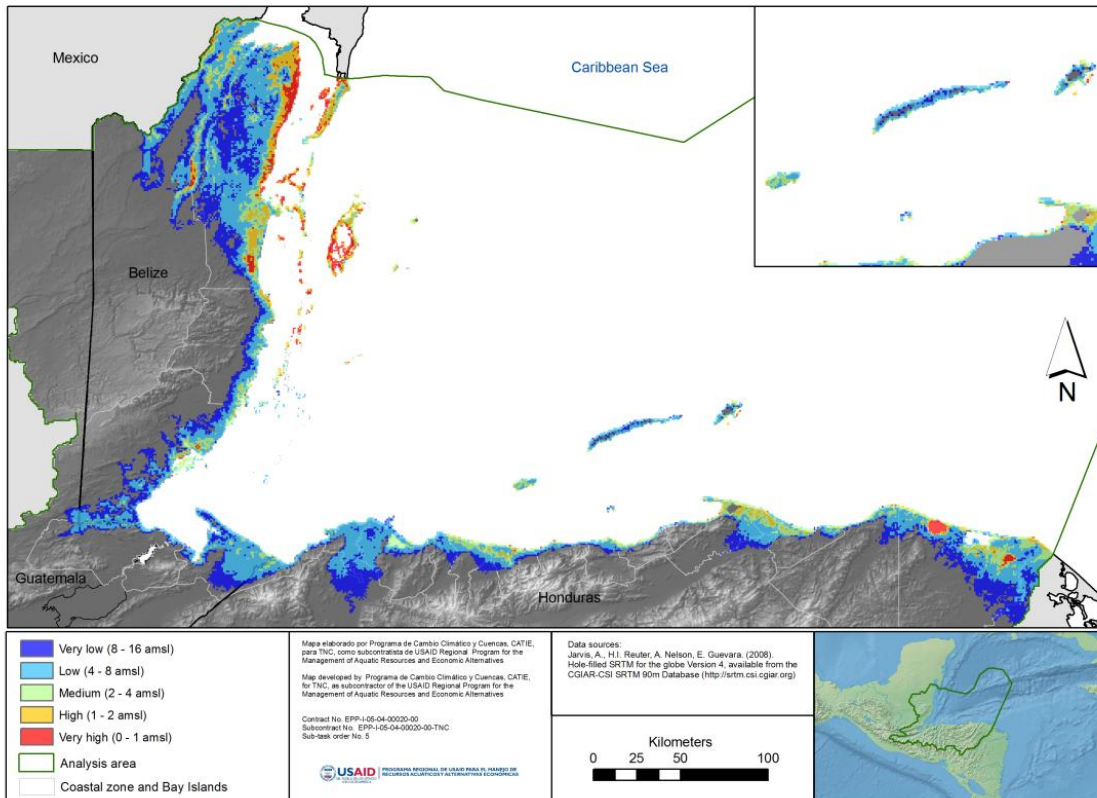 Mexico
Caribbean Sea
Belize
N
Guatemala
Honduras
Very low (8 - 16 amsl)
Low (4 - 8 amsl)
Medium (2 - 4 amsl)
High (1 - 2 amsl)
Very high (0 - 1 amsl)
Analysis area
Coastal zone and Bay Islands
Mapa elaborado por Programa de Cambio Climático y Cuencas, CATIE,
para TNC, como subcontratista de USAID Regional Program for the
Management of Aquatic Resources and Economic Alternatives
Map developed by Programa de Cambio Climático y Cuencas, CATIE,
for TNC, as subcontractor of the USAID Regional Program for the
Management of Aquatic Resources and Economic Alternatives
Contract No. EPP-I-05-04-00020-00
Subcontract No. EPP-I-05-04-00020-00-TNC
Sub-task order No. 5
USAID
PROGRAMA REGIONAL DE USAID PARA EL MANEJO DE
RECURSOS ACUÁTICOS Y ALTERNATIVAS ECONÓMICAS
Data sources:
Jarvis, A., H.I. Reuter, A. Nelson, E. Guevara. (2008).
Hole-filled SRTM for the globe Version 4, available from the
CGIAR-CSI SRTM 90m Database (http://srtm.csi.cgiar.org)
Kilometers
0 25 50 100